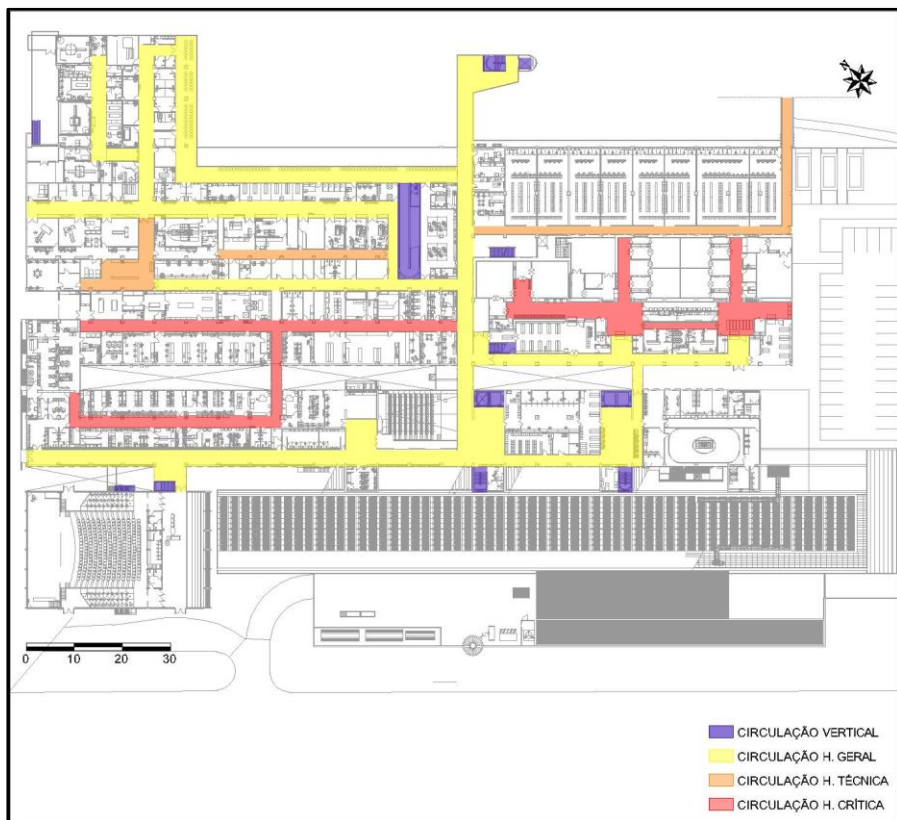 N
0 10 20 30
CIRCULAÇÃO VERTICAL
CIRCULAÇÃO H. GERAL
CIRCULAÇÃO H. TÉCNICA
CIRCULAÇÃO H. CRÍTICA